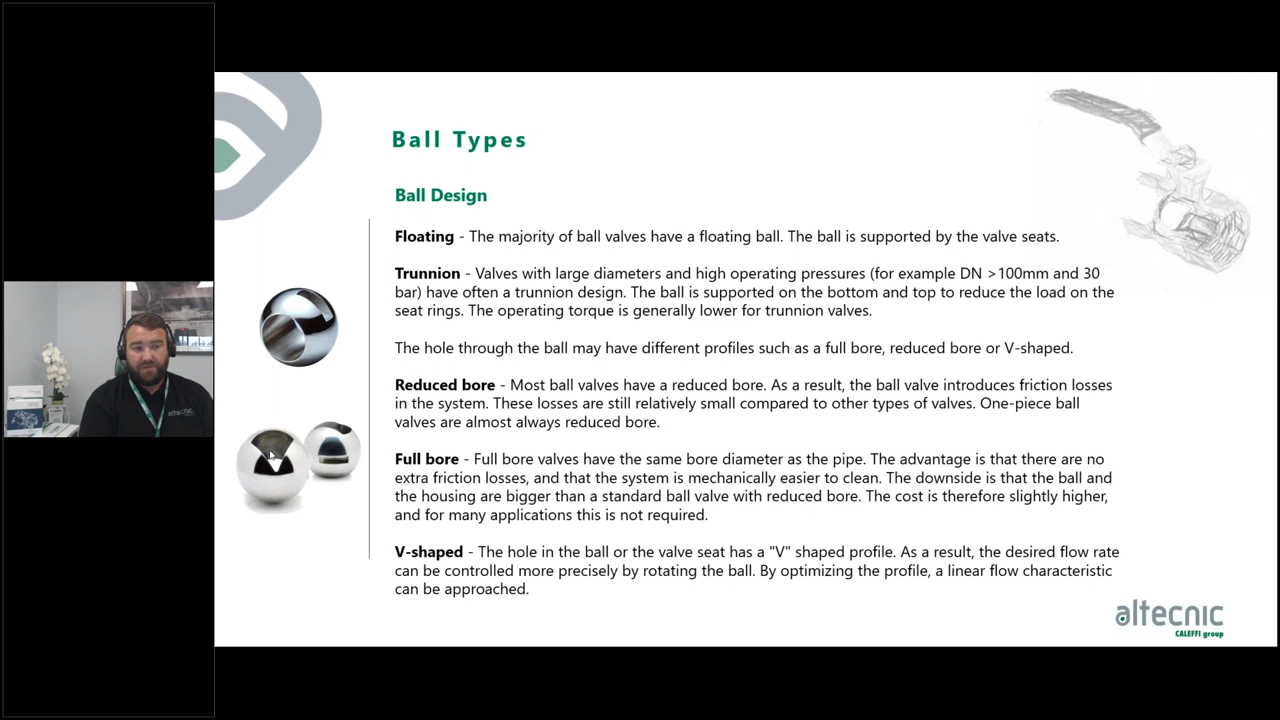 Ball Types
Ball Design
Floating - The majority of ball valves have a floating ball. The ball is supported by the valve seats.
Trunnion - Valves with large diameters and high operating pressures (for example DN >100mm and 30
bar) have often a trunnion design. The ball is supported on the bottom and top to reduce the load on the
seat rings. The operating torque is generally lower for trunnion valves.
The hole through the ball may have different profiles such as a full bore, reduced bore or V-shaped.
Reduced bore - Most ball valves have a reduced bore. As a result, the ball valve introduces friction losses
in the system. These losses are still relatively small compared to other types of valves. One-piece ball
valves are almost always reduced bore.
Full bore - Full bore valves have the same bore diameter as the pipe. The advantage is that there are no
extra friction losses, and that the system is mechanically easier to clean. The downside is that the ball and
the housing are bigger than a standard ball valve with reduced bore. The cost is therefore slightly higher,
and for many applications this is not required.
V-shaped - The hole in the ball or the valve seat has a "V" shaped profile. As a result, the desired flow rate
can be controlled more precisely by rotating the ball. By optimizing the profile, a linear flow characteristic
can be approached.
altecnic
CALEFFI group
altecnic